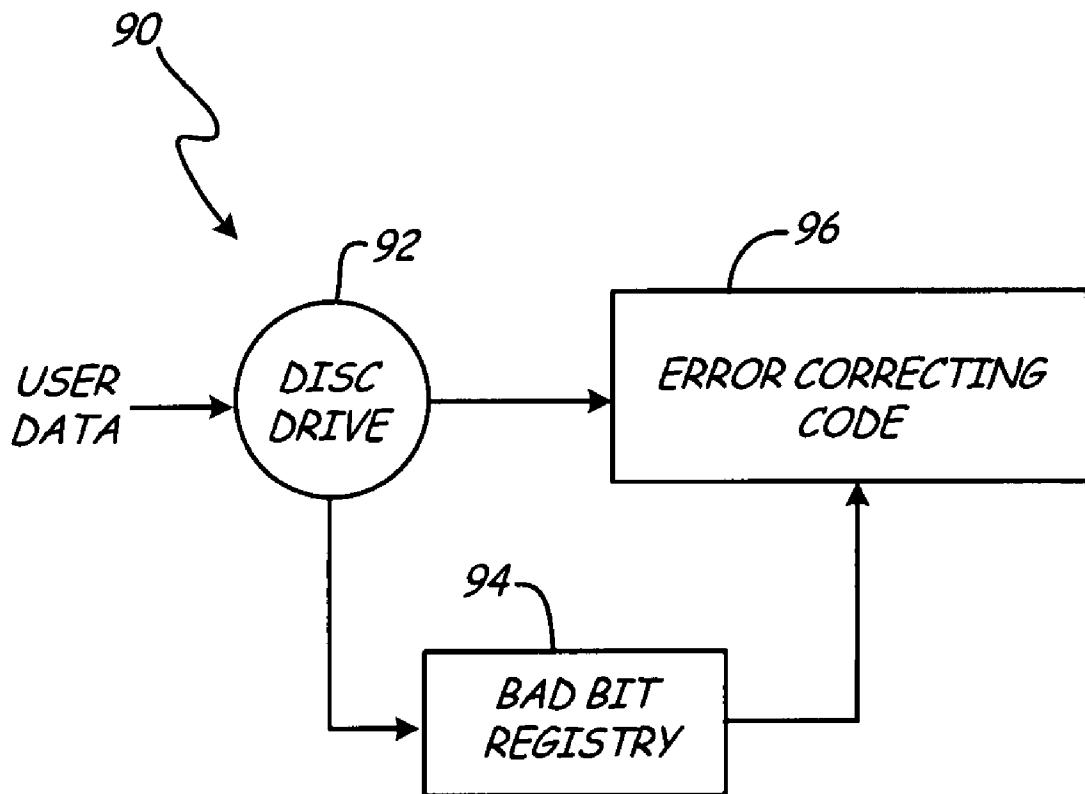 90
92
96
USER
DATA
DISC
DRIVE
ERROR CORRECTING
CODE
94
BAD BIT
REGISTRY